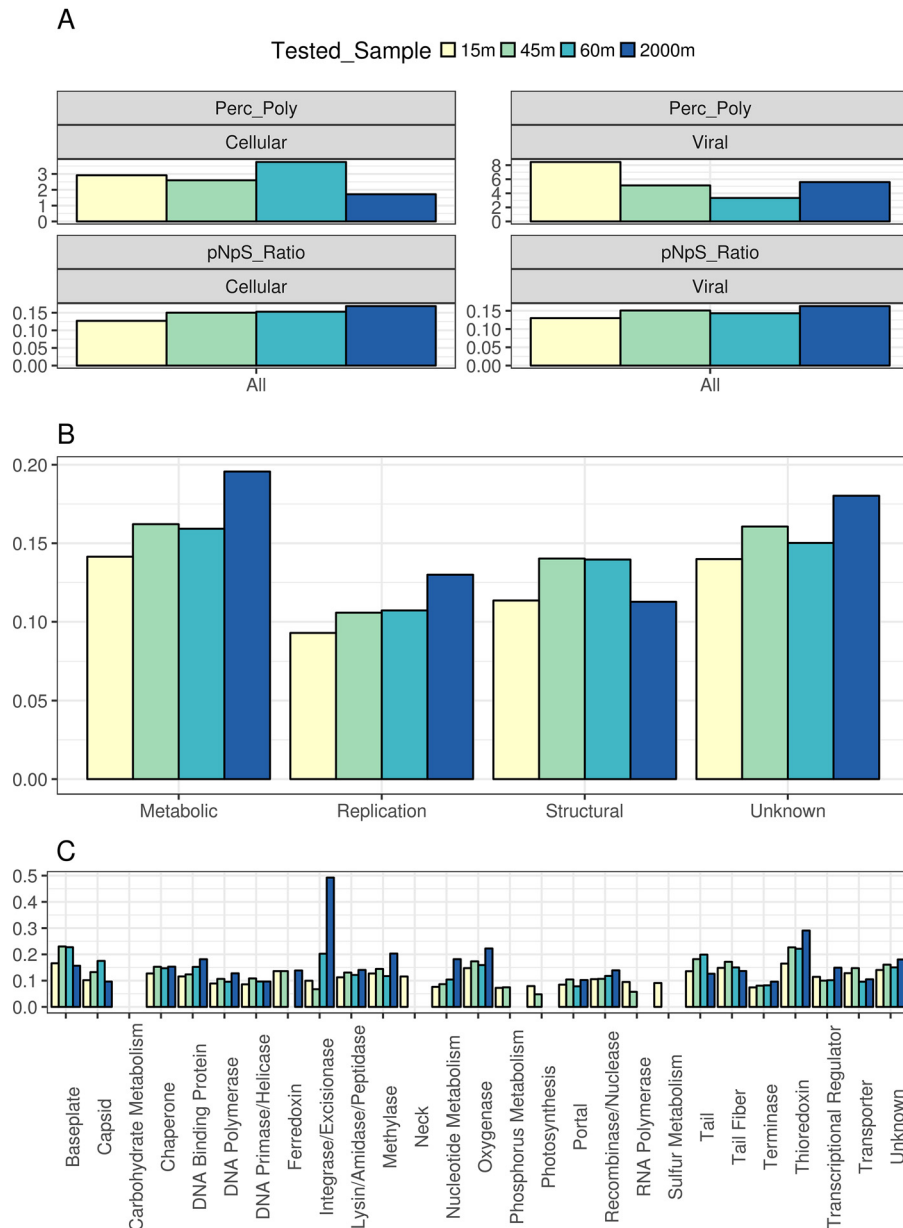 A
Tested_Sample 15m 45m 60m 2000m
Perc_Poly Perc_Poly
Cellular Viral
3
2
1
0
8
6
4
2
0
pNpS_Ratio pNpS_Ratio
Cellular Viral
0.15
0.10
0.05
0.00
0.15
0.10
0.05
0.00
All All
B
0.20
0.15
0.10
0.05
0.00
Metabolic Replication Structural Unknown
C
0.5
0.4
0.3
0.2
0.1
0.0
Baseplate
Capsid
Carbohydrate Metabolism
Chaperone
DNA Binding Protein
DNA Polymerase
DNA Primase/Helicase
Ferredoxin
Integrase/Excisionase
Lysin/Amidase/Peptidase
Methylase
Neck
Nucleotide Metabolism
Oxygenase
Phosphorus Metabolism
Photosynthesis
Portal
Recombinase/Nuclease
RNA Polymerase
Sulfur Metabolism
Tail
Tail Fiber
Terminase
Thioredoxin
Transcriptional Regulator
Transporter
Unknown